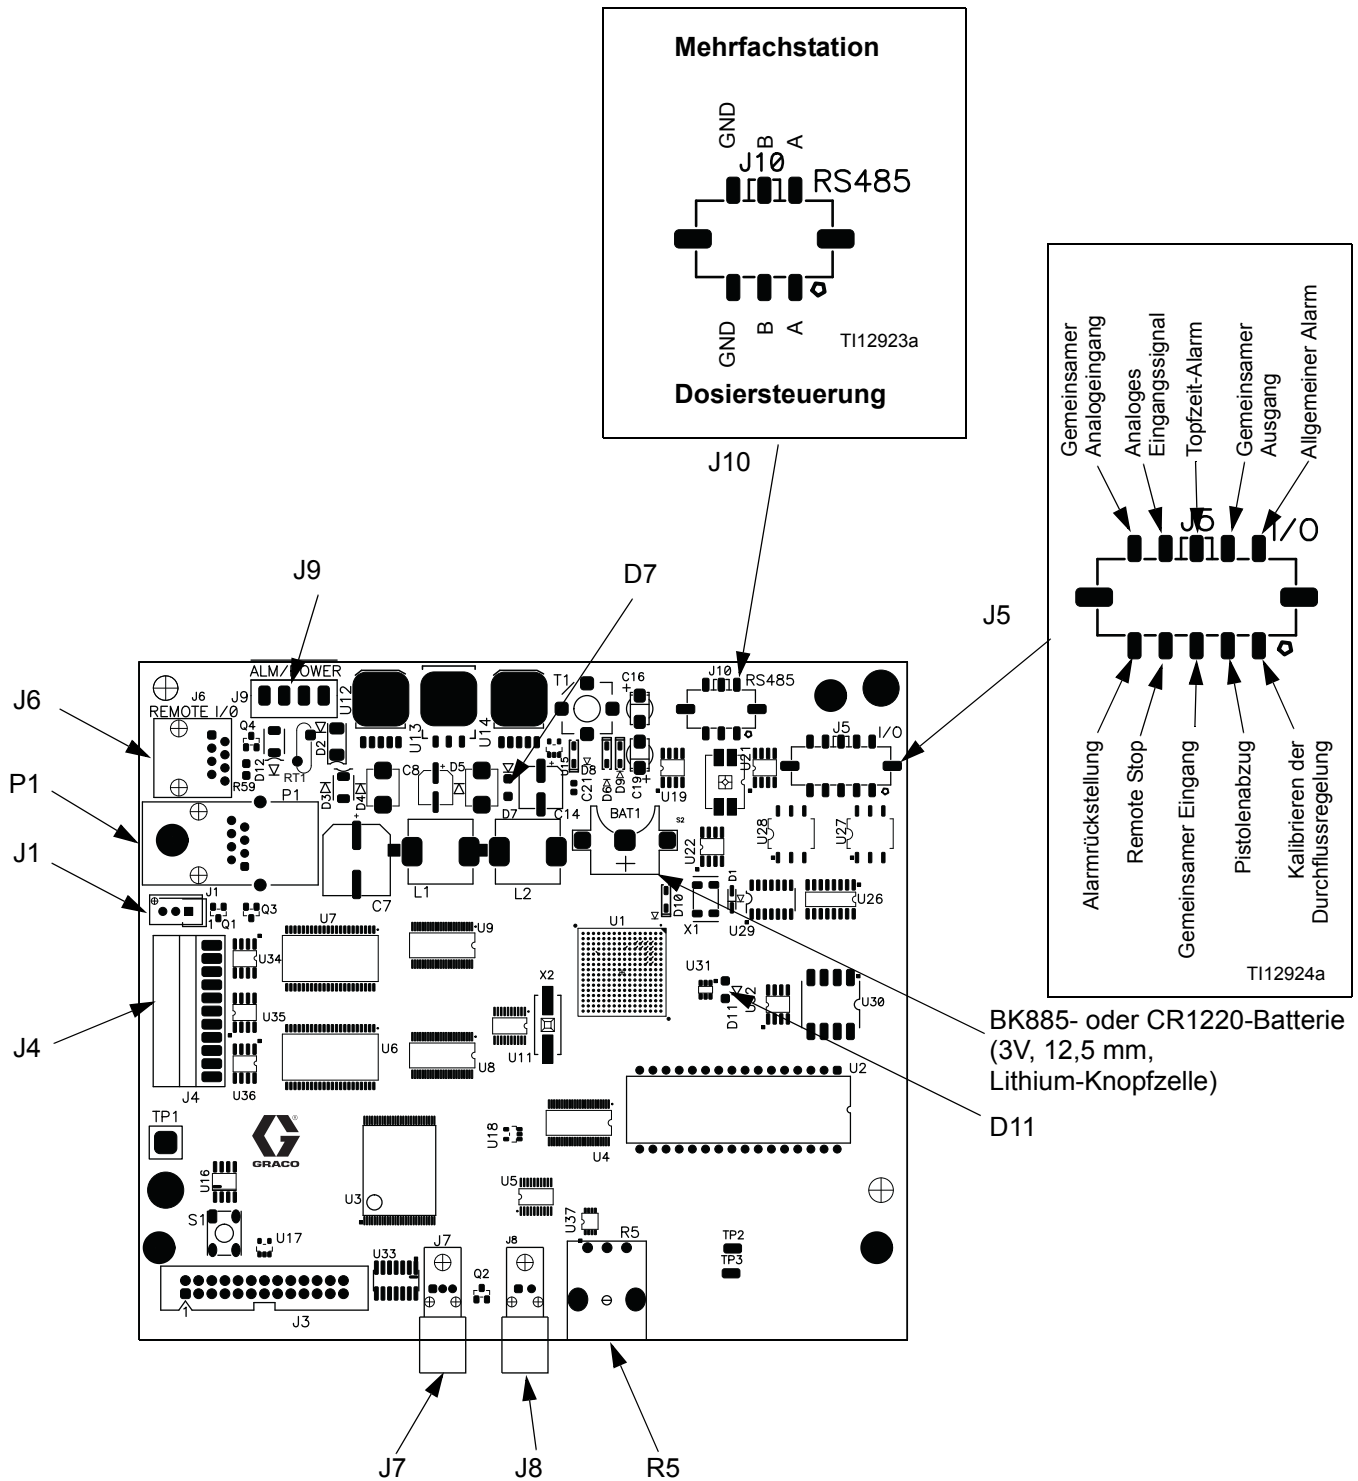 Mehrfachstation
GND
B
A
J10
RS485
GND
B
A
TI12923a
Dosiersteuerung
J10
Gemeinsamer
Analogeingang
Analoges
Eingangssignal
Topfzeit-Alarm
Gemeinsamer
Ausgang
Allgemeiner Alarm
J5
I/O
Alarmrückstellung
Remote Stop
Gemeinsamer Eingang
Pistolenabzug
Kalibrieren der
Durchflussregelung
TI12924a
J9
D7
J5
J6
P1
J1
J4
BK885- oder CR1220-Batterie
(3V, 12,5 mm,
Lithium-Knopfzelle)
D11
J7
J8
R5
ALM/POWER
J9
J6
REMOTE I/O
Q4
D12
R59
RT1
D2
U12
U13
U14
T1
C16
J10
RS485
J5
I/O
P1
D3
D4
C8
D5
D7
C14
U15
D8
C21
D6
D9
C19
U19
U21
BAT1
S2
U22
U28
U27
L1
L2
C7
J1
1
Q1
Q3
U7
U9
U1
D10
X1
D1
U29
U26
U34
U35
U36
J4
U6
U8
U11
X2
U31
D11
U32
U30
U2
TP1
GRACO
®
U16
S1
U17
U3
U18
U4
U5
U37
U33
J7
Q2
J8
R5
TP2
TP3
1
J3